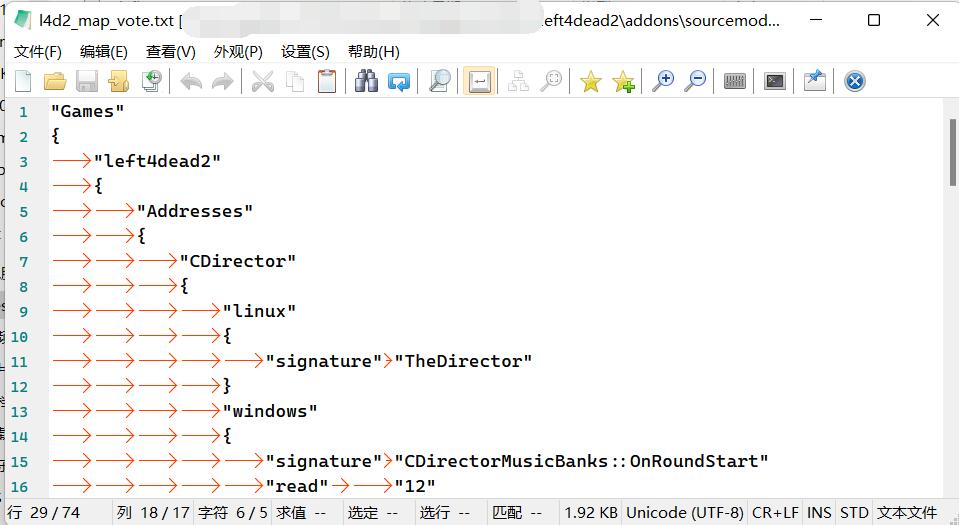 l4d2_map_vote.txt [ left4dead2\addons\sourcemod...
文件(F) 编辑(E) 查看(V) 外观(P) 设置(S) 帮助(H)
1 "Games"
2 {
3 "left4dead2"
4 {
5 "Addresses"
6 {
7 "CDirector"
8 {
9 "linux"
10 {
11 "signature" "TheDirector"
12 }
13 "windows"
14 {
15 "signature" "CDirectorMusicBanks::OnRoundStart"
16 "read" "12"
行 29 / 74 列 18 / 17 字符 6 / 5 求值 -- 选定 -- 选行 -- 匹配 -- 1.92 KB Unicode (UTF-8) CR+LF INS STD 文本文件